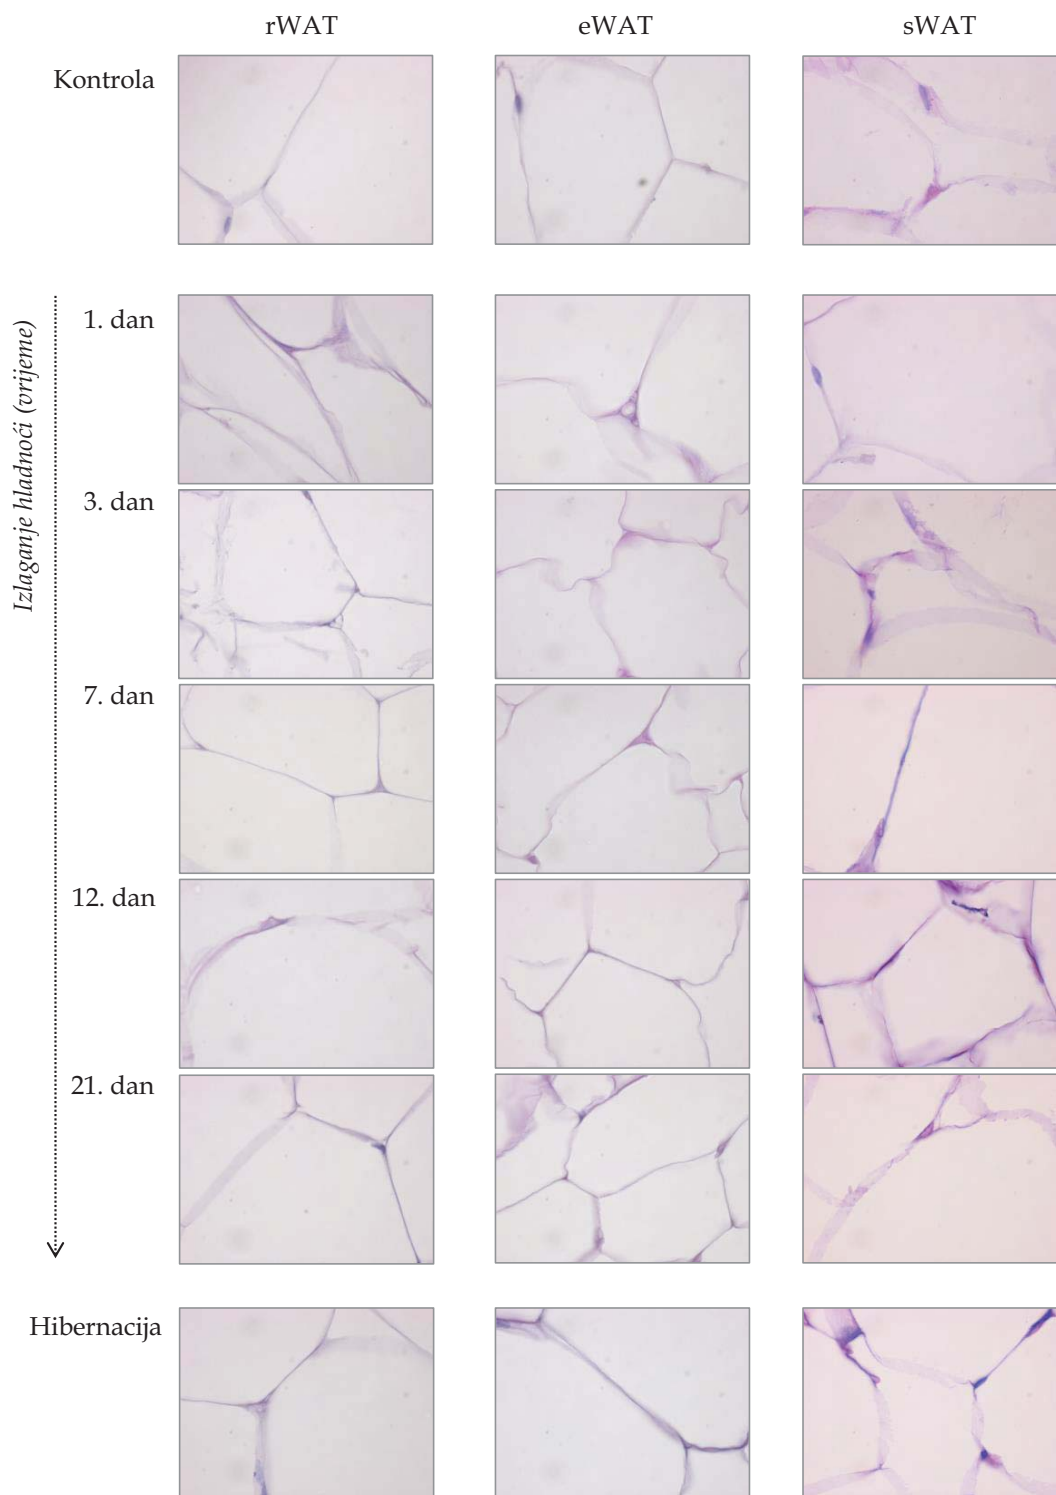 rWAT eWAT sWAT
Kontrola
Izlaganje hladnoći (vrijeme)
1. dan
3. dan
7. dan
12. dan
21. dan
Hibernacija